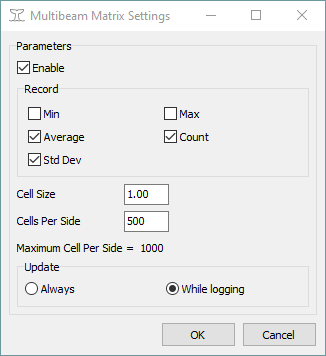 Multibeam Matrix Settings
Parameters
Enable
Record
Min Max
Average Count
Std Dev
Cell Size 1.00
Cells Per Side 500
Maximum Cell Per Side = 1000
Update
Always While logging
OK Cancel